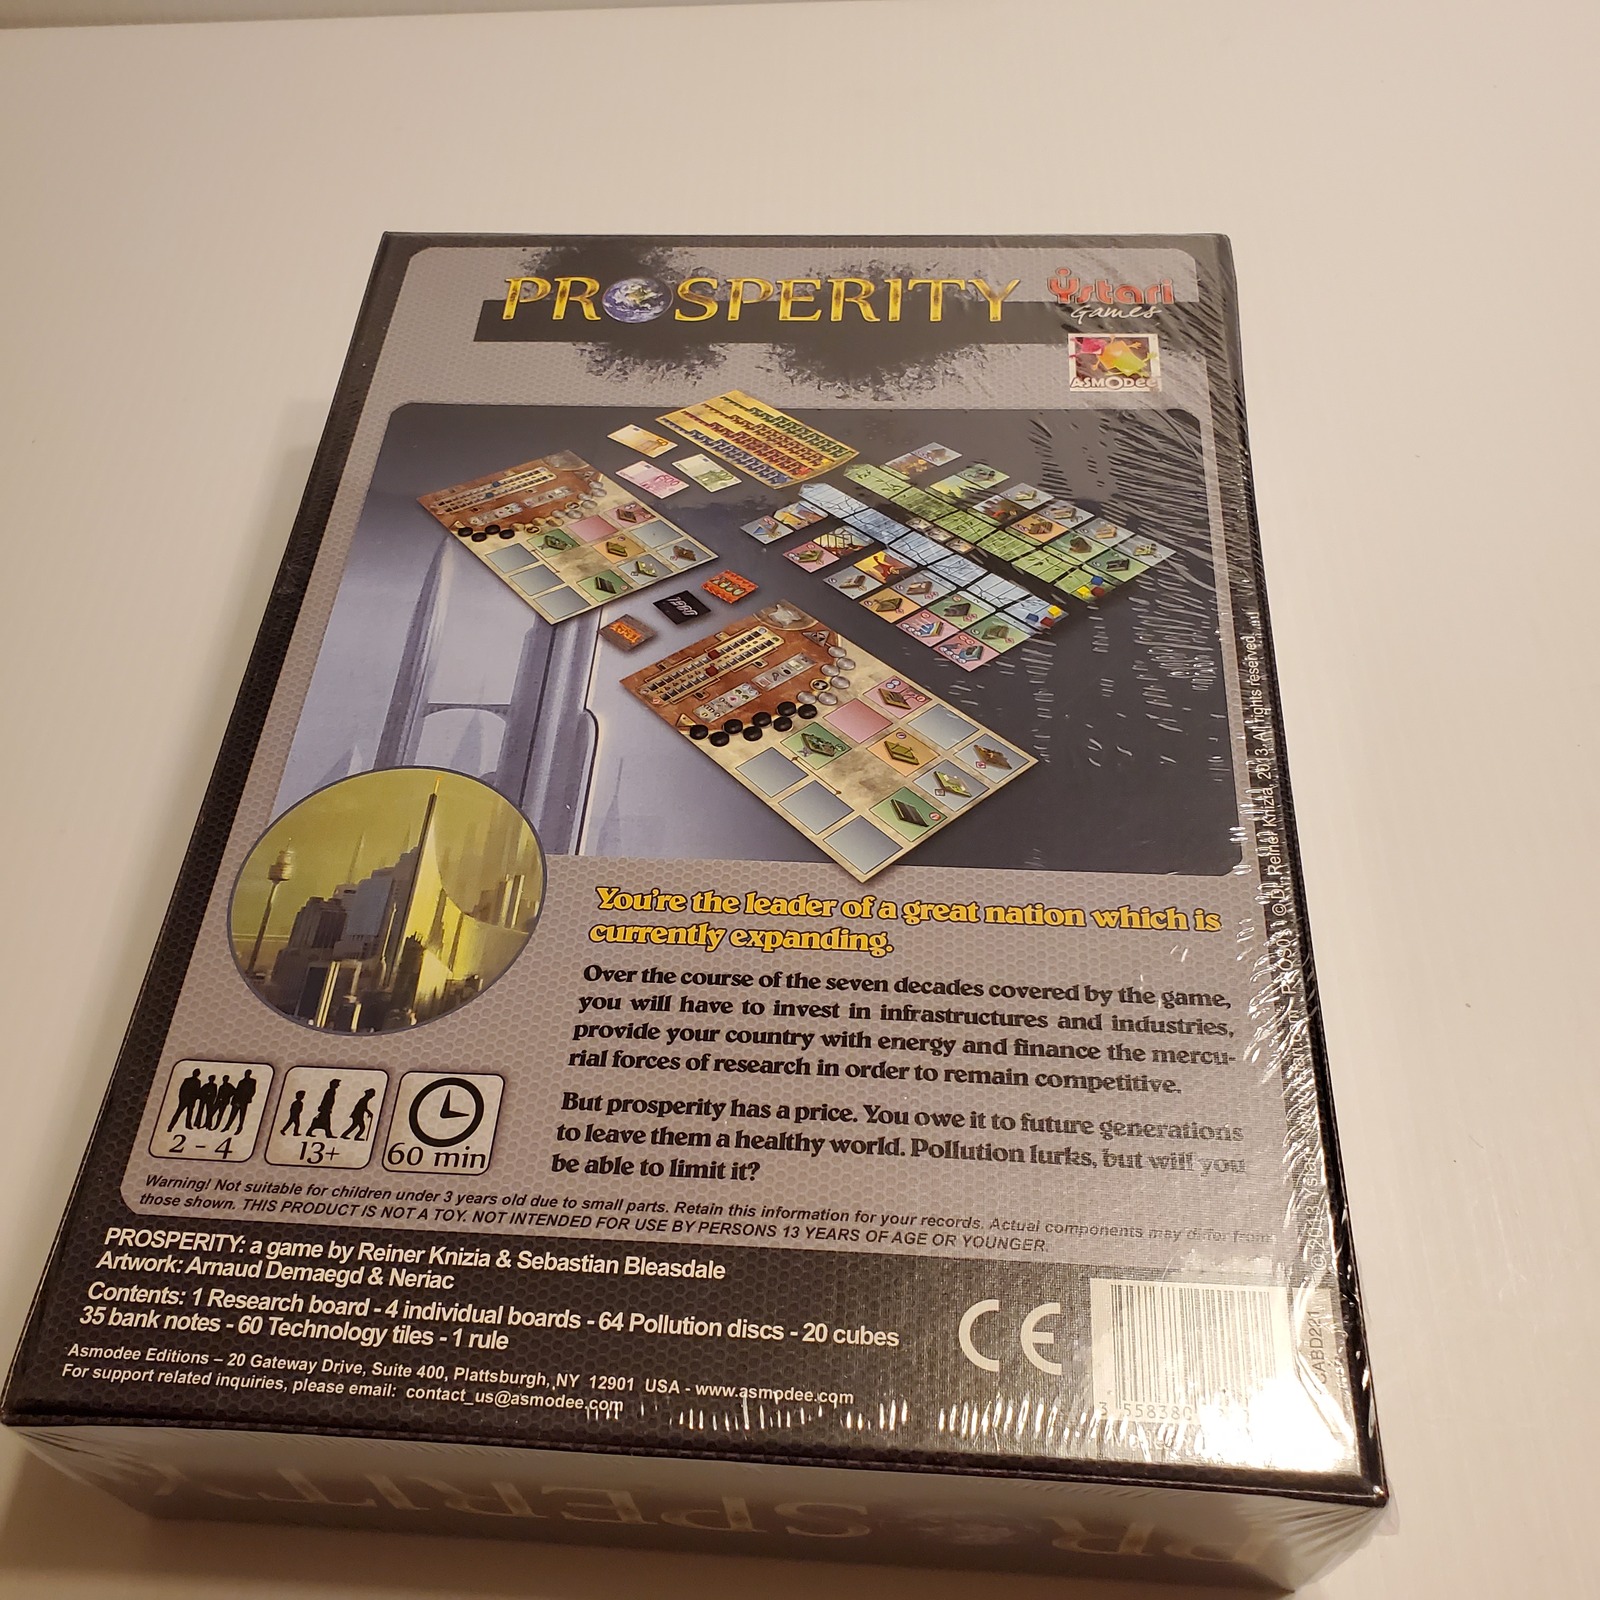 PROSPERITY
Ystari
Games
ASMODEE
You're the leader of a great nation which is
currently expanding.
Over the course of the seven decades covered by the game,
you will have to invest in infrastructures and industries,
provide your country with energy and finance the mercu-
rial forces of research in order to remain competitive.
But prosperity has a price. You owe it to future generations
to leave them a healthy world. Pollution lurks, but will you
be able to limit it?
2 - 4
13+
60 min
Warning! Not suitable for children under 3 years old due to small parts. Retain this information for your records. Actual components may differ from
those shown. THIS PRODUCT IS NOT A TOY. NOT INTENDED FOR USE BY PERSONS 13 YEARS OF AGE OR YOUNGER.
PROSPERITY: a game by Reiner Knizia & Sebastian Bleasdale
Artwork: Arnaud Demaegd & Neriac
Contents: 1 Research board - 4 individual boards - 64 Pollution discs - 20 cubes
35 bank notes - 60 Technology tiles - 1 rule
Asmodee Editions – 20 Gateway Drive, Suite 400, Plattsburgh, NY 12901 USA - www.asmodee.com
For support related inquiries, please email: contact_us@asmodee.com
CE
3 558380
© 2013 Ystari
© Dr. Reiner Knizia, 2013. All rights reserved.
PROSPERITY